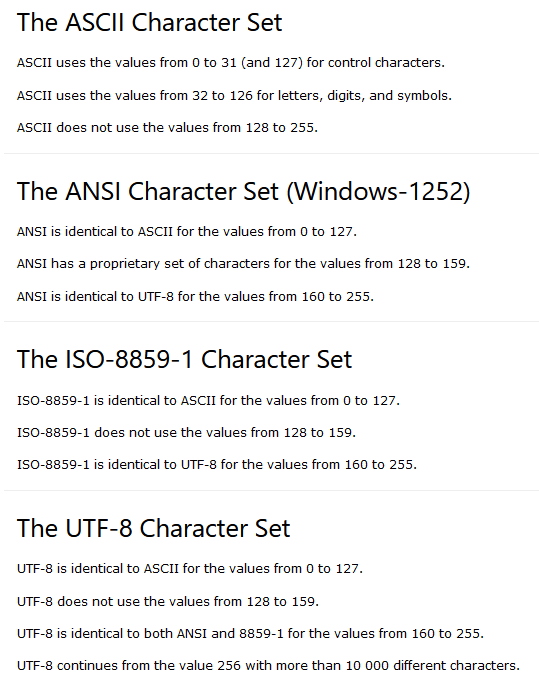 The ASCII Character Set
ASCII uses the values from 0 to 31 (and 127) for control characters.
ASCII uses the values from 32 to 126 for letters, digits, and symbols.
ASCII does not use the values from 128 to 255.
The ANSI Character Set (Windows-1252)
ANSI is identical to ASCII for the values from 0 to 127.
ANSI has a proprietary set of characters for the values from 128 to 159.
ANSI is identical to UTF-8 for the values from 160 to 255.
The ISO-8859-1 Character Set
ISO-8859-1 is identical to ASCII for the values from 0 to 127.
ISO-8859-1 does not use the values from 128 to 159.
ISO-8859-1 is identical to UTF-8 for the values from 160 to 255.
The UTF-8 Character Set
UTF-8 is identical to ASCII for the values from 0 to 127.
UTF-8 does not use the values from 128 to 159.
UTF-8 is identical to both ANSI and 8859-1 for the values from 160 to 255.
UTF-8 continues from the value 256 with more than 10 000 different characters.